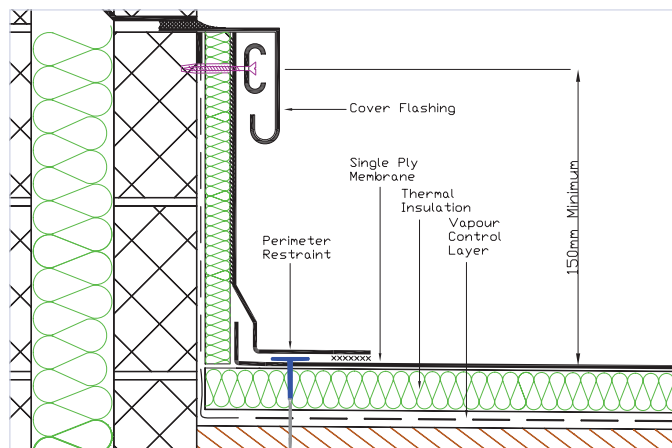 Cover Flashing
Single Ply
Membrane
Thermal
Insulation
Vapour
Control
Layer
Perimeter
Restraint
150mm Minimum